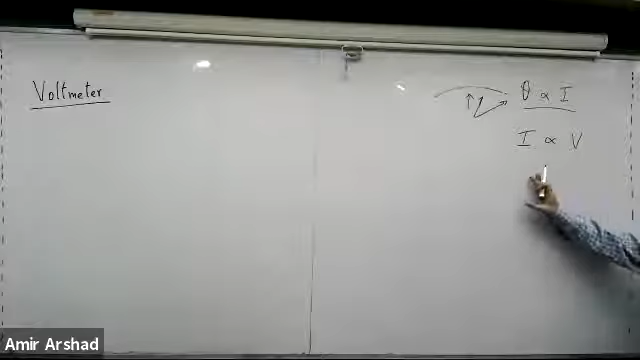 Voltmeter
θ ∝ I
I ∝ V
Amir Arshad